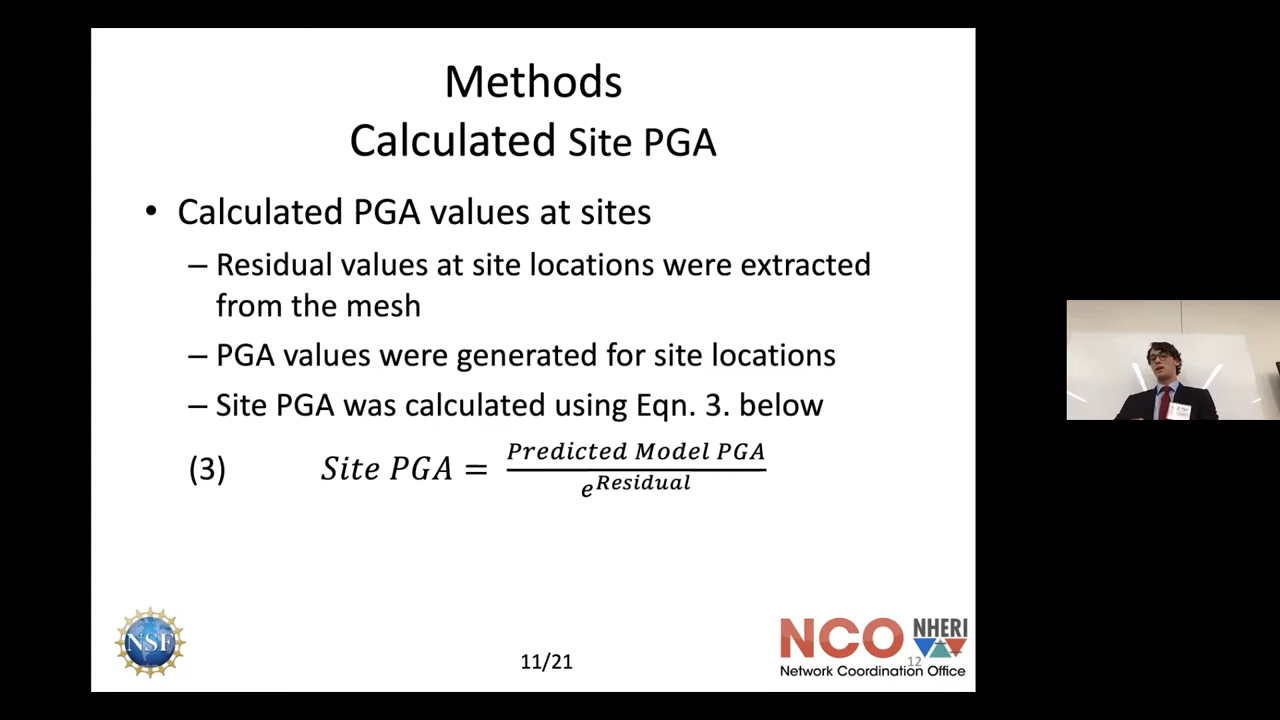 Methods
Calculated Site PGA
• Calculated PGA values at sites
– Residual values at site locations were extracted
from the mesh
– PGA values were generated for site locations
– Site PGA was calculated using Eqn. 3. below
(3) Site PGA = Predicted Model PGA / e^Residual
NSF
11/21
NCO NHERI
12
Network Coordination Office